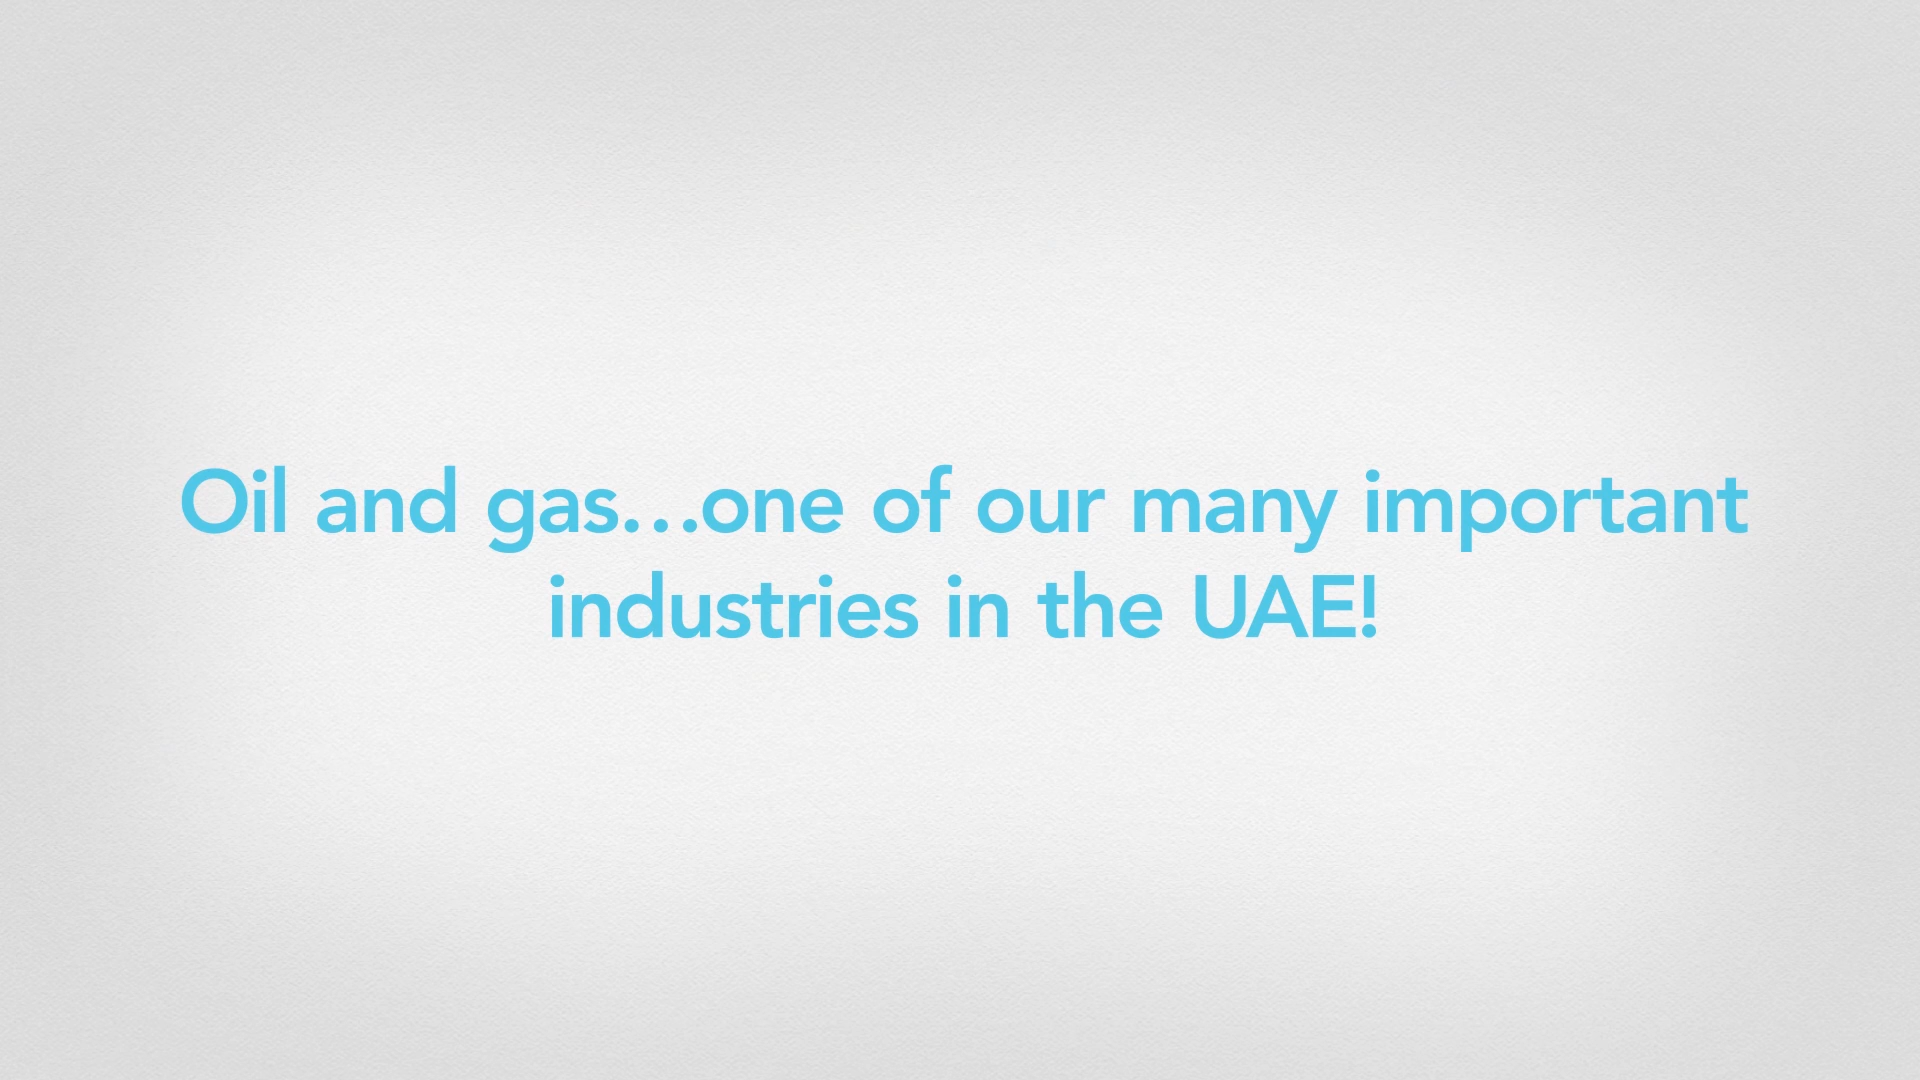 Oil and gas…one of our many important
industries in the UAE!